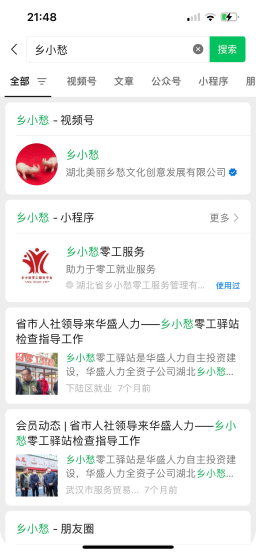 21:48
乡小愁
搜索
全部 视频号 文章 公众号 小程序 朋
乡小愁 - 视频号
乡小愁
湖北美丽乡愁文化创意发展有限公司
乡小愁 - 小程序
更多
乡小愁零工服务
助力于零工就业服务
湖北省乡小愁零工服务管理有...
使用过
省市人社领导来华盛人力——乡小愁零工驿站
检查指导工作
乡小愁零工驿站是华盛人力自主投资建
设，华盛人力全资子公司湖北乡小愁...
下陆区就业 7个月前
会员动态 | 省市人社领导来华盛人力——乡小
愁零工驿站检查指导工作
乡小愁零工驿站是华盛人力自主投资建
设，华盛人力全资子公司湖北乡小愁...
武汉市服务贸易... 7个月前
乡小愁 - 朋友圈